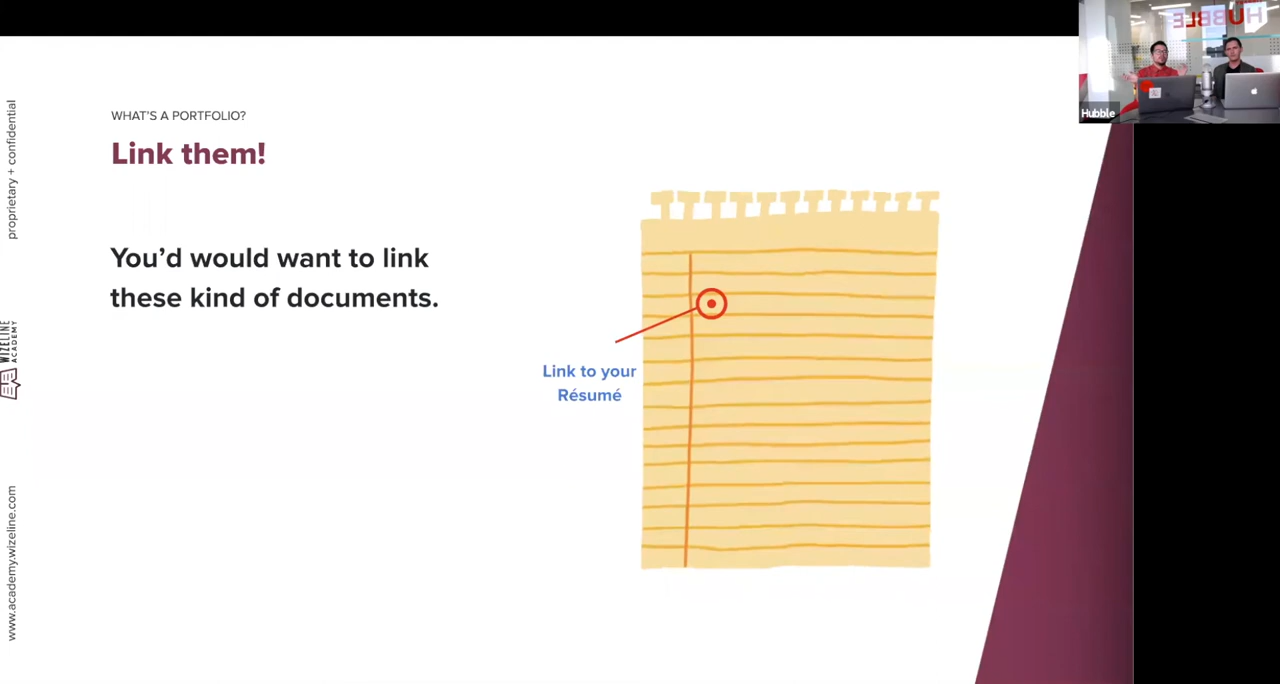 WHAT'S A PORTFOLIO?
Link them!
You'd would want to link
these kind of documents.
Link to your
Résumé
proprietary + confidential
WIZELINE
ACADEMY
www.academy.wizeline.com
HUBBLE
Hubble